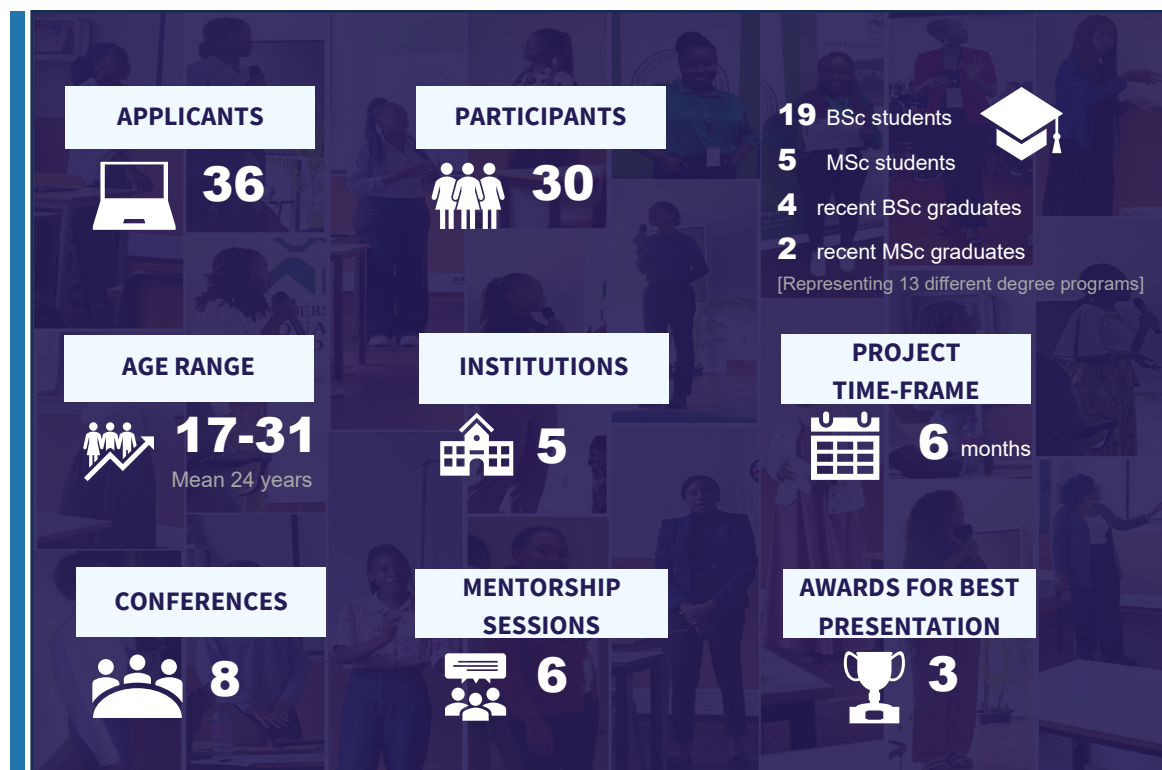 APPLICANTS
36
PARTICIPANTS
30
19 BSc students
5 MSc students
4 recent BSc graduates
2 recent MSc graduates
[Representing 13 different degree programs]
AGE RANGE
17-31
Mean 24 years
INSTITUTIONS
5
PROJECT
TIME-FRAME
6 months
CONFERENCES
8
MENTORSHIP
SESSIONS
6
AWARDS FOR BEST
PRESENTATION
3